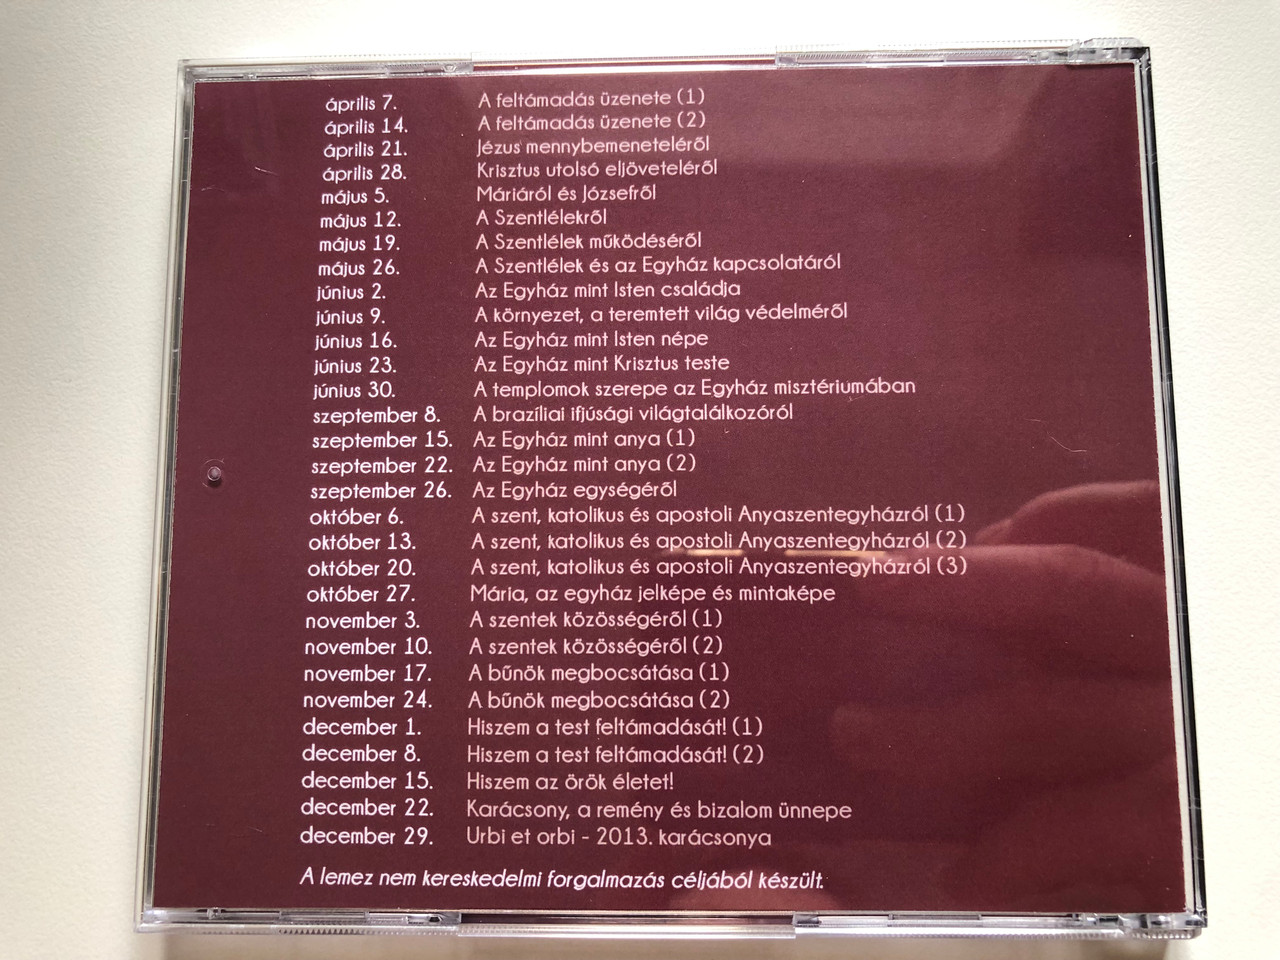 április 7. A feltámadás üzenete (1)
április 14. A feltámadás üzenete (2)
április 21. Jézus mennybemeneteléről
április 28. Krisztus utolsó eljöveteléről
május 5. Máriáról és Józsefről
május 12. A Szentlélekről
május 19. A Szentlélek működéséről
május 26. A Szentlélek és az Egyház kapcsolatáról
június 2. Az Egyház mint Isten családja
június 9. A környezet, a teremtett világ védelméről
június 16. Az Egyház mint Isten népe
június 23. Az Egyház mint Krisztus teste
június 30. A templomok szerepe az Egyház misztériumában
szeptember 8. A brazíliai ifjúsági világtalálkozóról
szeptember 15. Az Egyház mint anya (1)
szeptember 22. Az Egyház mint anya (2)
szeptember 26. Az Egyház egységéről
október 6. A szent, katolikus és apostoli Anyaszentegyházról (1)
október 13. A szent, katolikus és apostoli Anyaszentegyházról (2)
október 20. A szent, katolikus és apostoli Anyaszentegyházról (3)
október 27. Mária, az egyház jelképe és mintaképe
november 3. A szentek közösségéről (1)
november 10. A szentek közösségéről (2)
november 17. A bűnök megbocsátása (1)
november 24. A bűnök megbocsátása (2)
december 1. Hiszem a test feltámadását! (1)
december 8. Hiszem a test feltámadását! (2)
december 15. Hiszem az örök életet!
december 22. Karácsony, a remény és bizalom ünnepe
december 29. Urbi et orbi - 2013. karácsonya
A lemez nem kereskedelmi forgalmazás céljából készült.